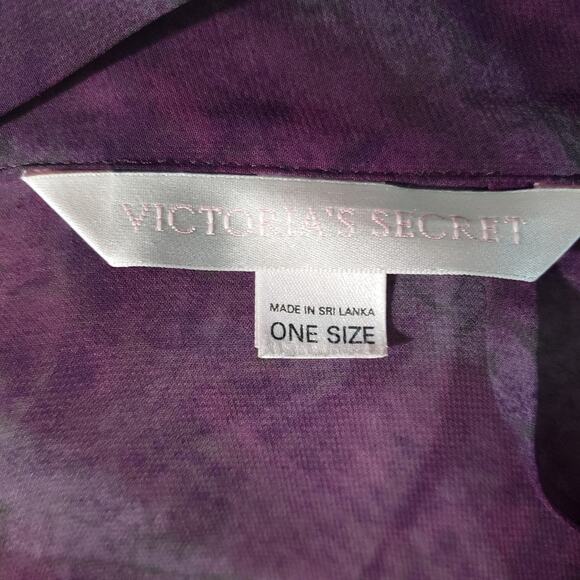 VICTORIA'S SECRET
MADE IN SRI LANKA
ONE SIZE